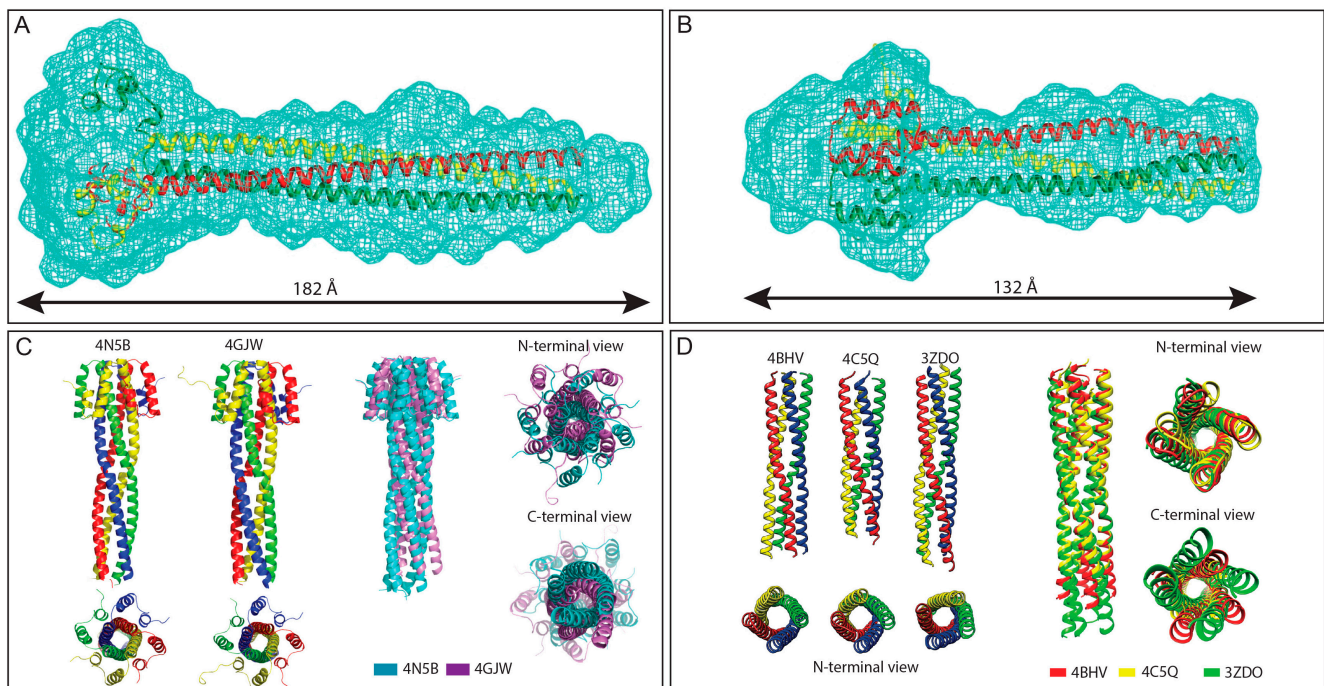 A
182 Å
B
132 Å
C
4N5B
4GJW
N-terminal view
C-terminal view
4N5B
4GJW
D
4BHV
4C5Q
3ZDO
N-terminal view
N-terminal view
C-terminal view
4BHV
4C5Q
3ZDO